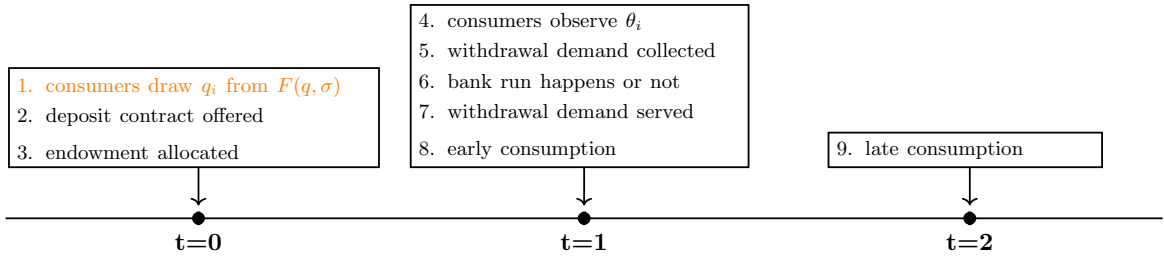 1. consumers draw q_i from F(q, σ)
2. deposit contract offered
3. endowment allocated
4. consumers observe θ_i
5. withdrawal demand collected
6. bank run happens or not
7. withdrawal demand served
8. early consumption
9. late consumption
t=0
t=1
t=2